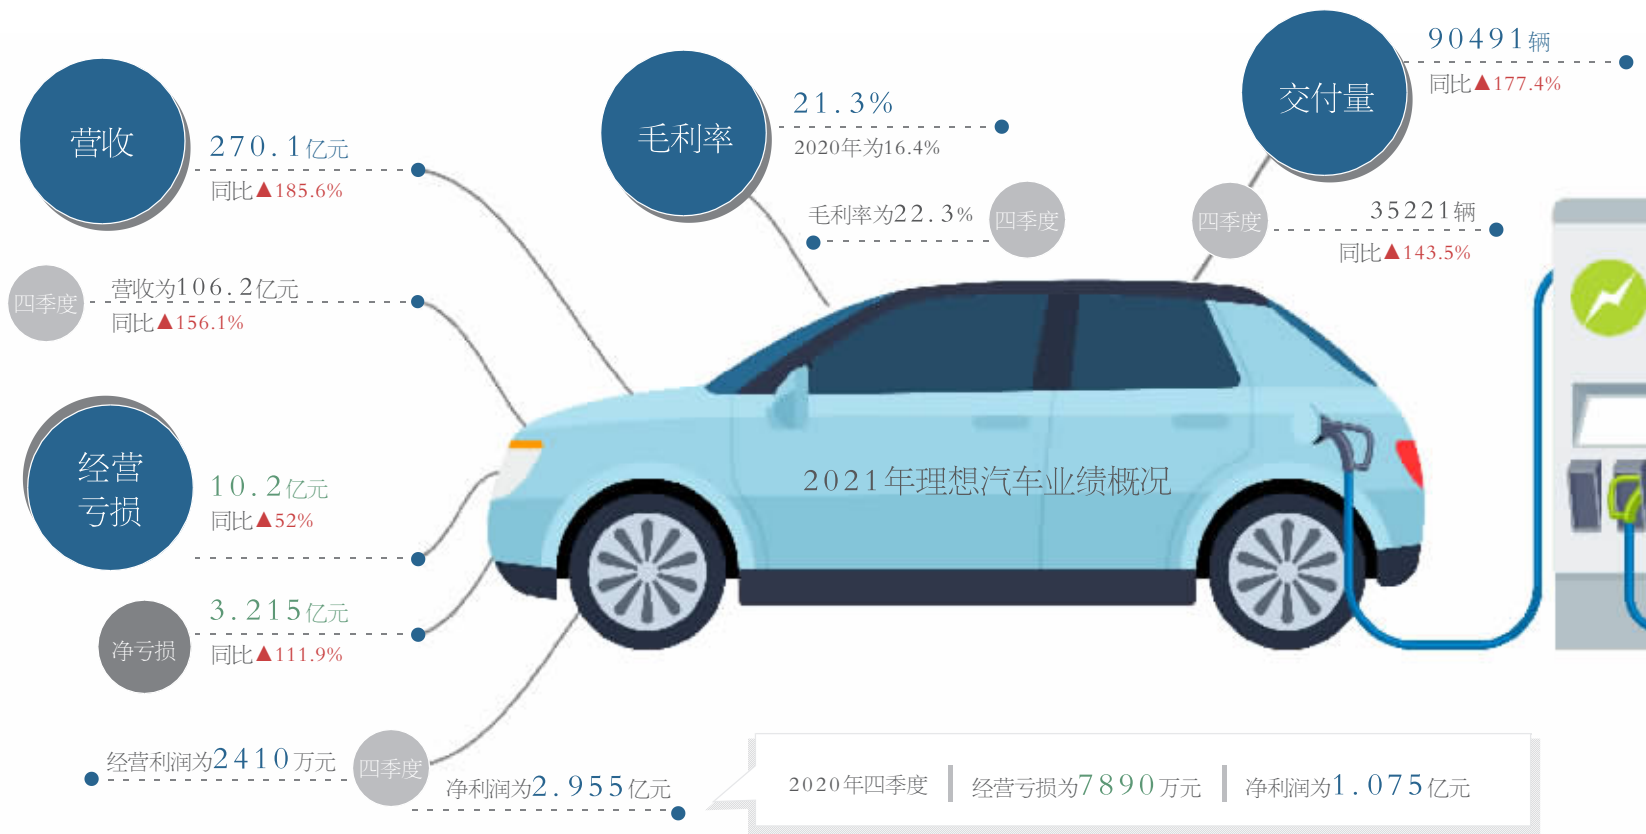 营收
270.1亿元
同比▲185.6%
四季度
营收为106.2亿元
同比▲156.1%
经营
亏损
10.2亿元
同比▲52%
净亏损
3.215亿元
同比▲111.9%
经营利润为2410万元
四季度
净利润为2.955亿元
毛利率
21.3%
2020年为16.4%
毛利率为22.3%
四季度
交付量
90491辆
同比▲177.4%
四季度
35221辆
同比▲143.5%
2021年理想汽车业绩概况
2020年四季度 经营亏损为7890万元 净利润为1.075亿元